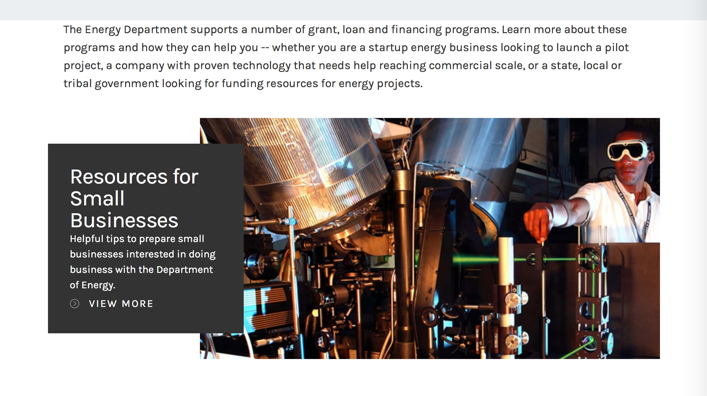 The Energy Department supports a number of grant, loan and financing programs. Learn more about these
programs and how they can help you -- whether you are a startup energy business looking to launch a pilot
project, a company with proven technology that needs help reaching commercial scale, or a state, local or
tribal government looking for funding resources for energy projects.
Resources for
Small
Businesses
Helpful tips to prepare small
businesses interested in doing
business with the Department
of Energy.
VIEW MORE